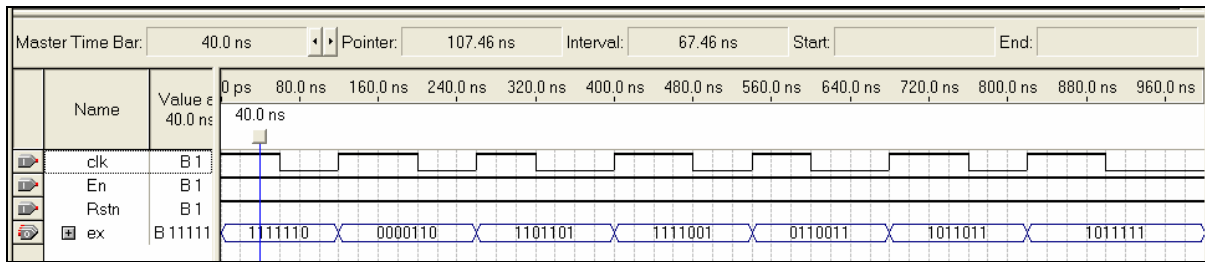 Master Time Bar: 40.0 ns Pointer: 107.46 ns Interval: 67.46 ns Start: End:
Name Value a 40.0 ns
0 ps 80.0 ns 160.0 ns 240.0 ns 320.0 ns 400.0 ns 480.0 ns 560.0 ns 640.0 ns 720.0 ns 800.0 ns 880.0 ns 960.0 ns
40.0 ns
clk B 1
En B 1
Rstn B 1
ex B 11111 1111110 0000110 1101101 1111001 0110011 1011011 1011111